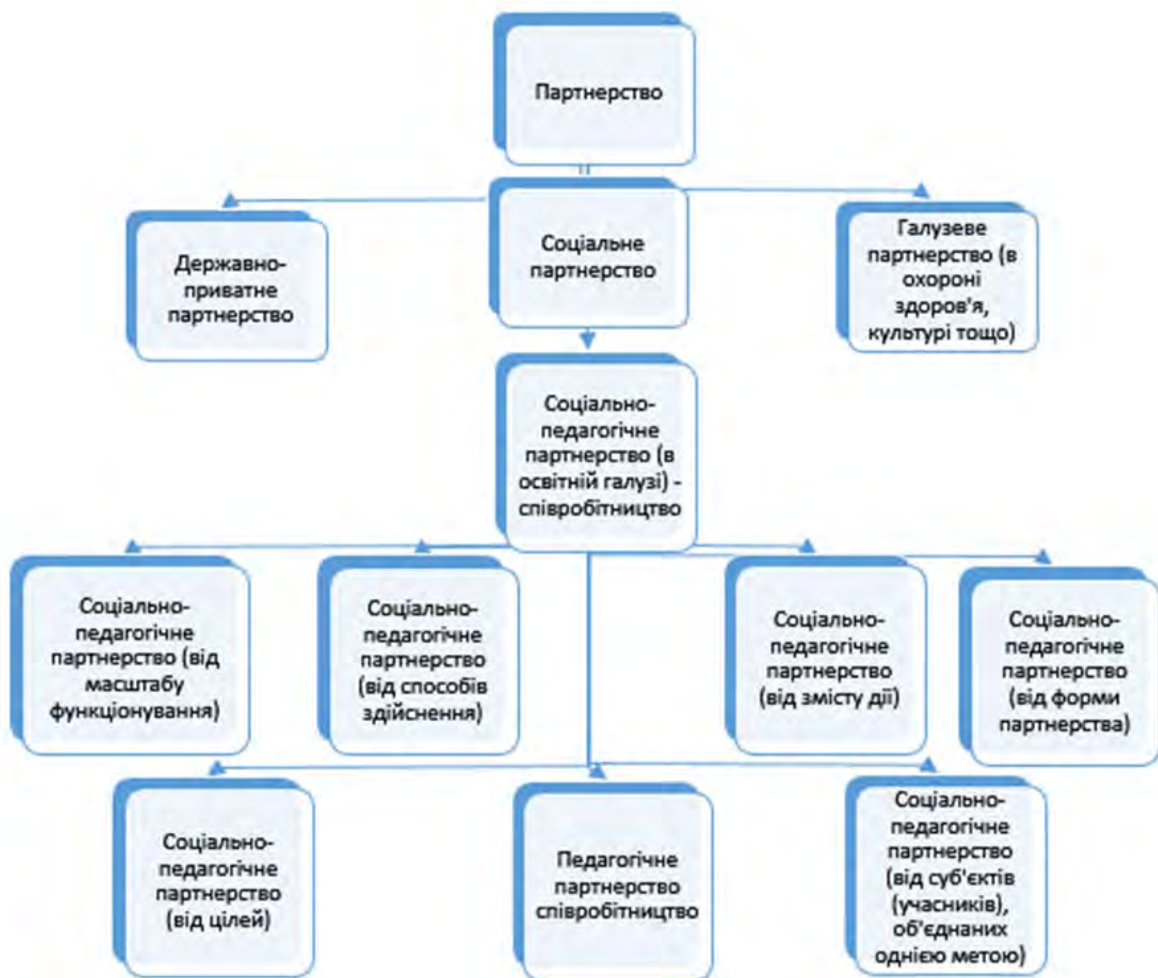 Партнерство
Державно-
приватне
партнерство
Соціальне
партнерство
Галузеве
партнерство (в
охороні
здоров'я,
культурі тощо)
Соціально-
педагогічне
партнерство (в
освітній галузі) -
співробітництво
Соціально-
педагогічне
партнерство (від
масштабу
функціонування)
Соціально-
педагогічне
партнерство
(від способів
здійснення)
Соціально-
педагогічне
партнерство
(від змісту дії)
Соціально-
педагогічне
партнерство
(від форми
партнерства)
Соціально-
педагогічне
партнерство
(від цілей)
Педагогічне
партнерство
співробітництво
Соціально-
педагогічне
партнерство
(від суб'єктів
(учасників),
об'єднаних
однією метою)